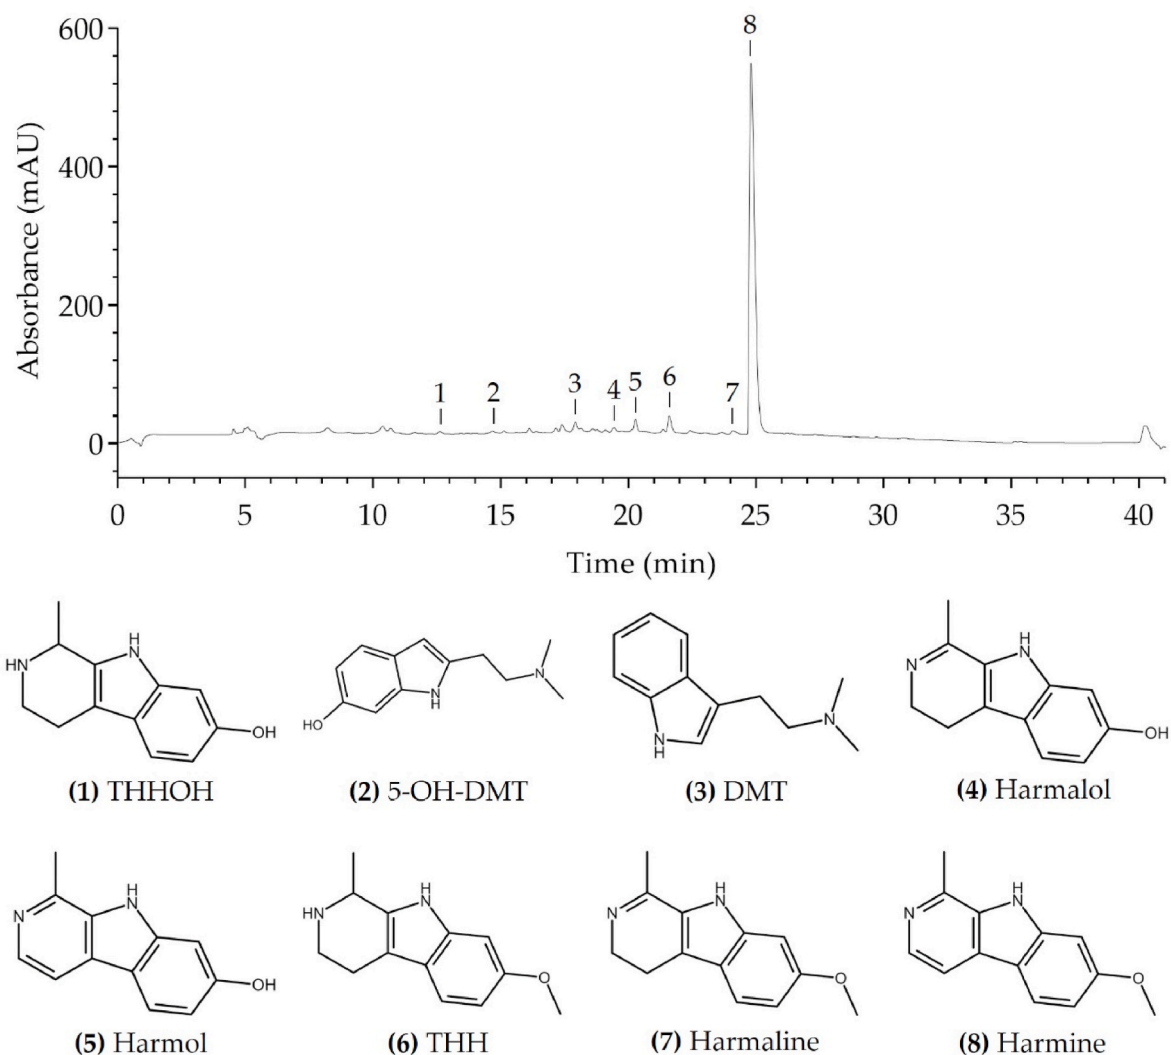 600
8
400
200
0
Absorbance (mAU)
1 2 3 4 5 6 7
0 5 10 15 20 25 30 35 40
Time (min)
H
HN N
OH
(1) THHOH
N
N
H
HO
(2) 5-OH-DMT
N
N
H
(3) DMT
H
N N
OH
(4) Harmalol
H
N N
OH
(5) Harmol
H
HN N
O
(6) THH
H
N N
O
(7) Harmaline
H
N N
O
(8) Harmine